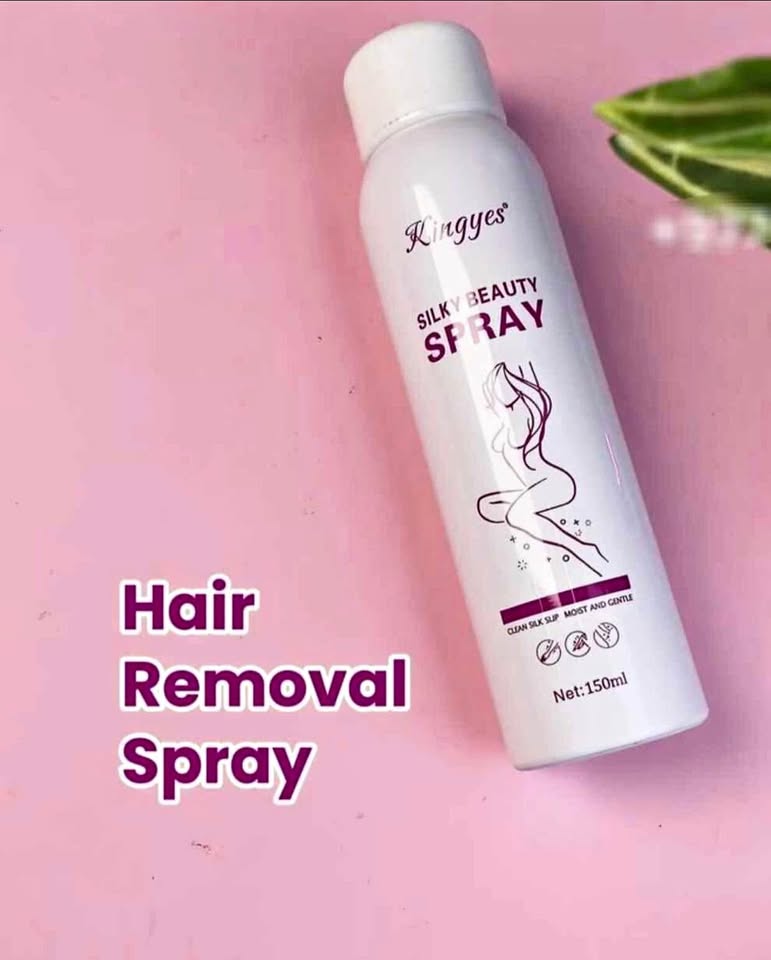 Kingyes®
SILKY BEAUTY
SPRAY
CLEAN SILK SLIP MOIST AND GENTLE
Net:150ml
Hair
Removal
Spray